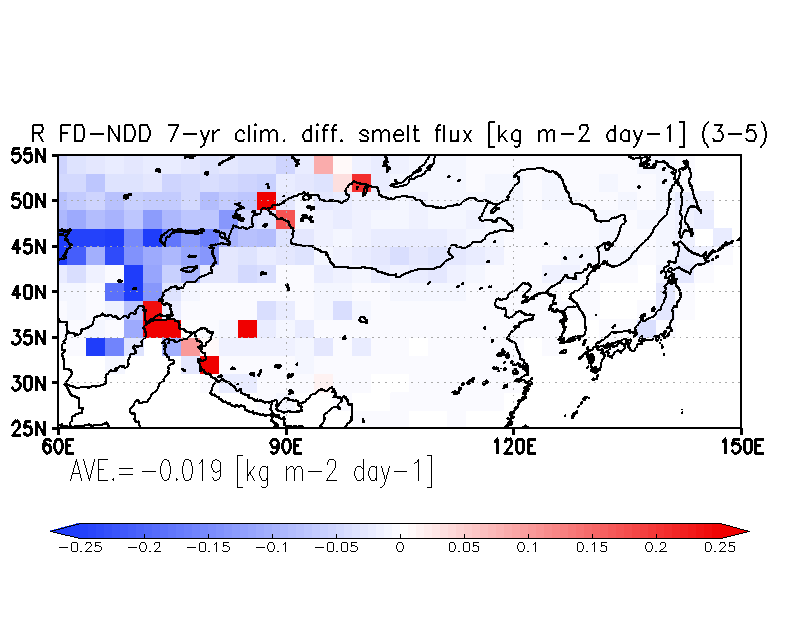 R FD-NDD 7-yr clim. diff. smelt flux [kg m-2 day-1] (3-5)
55N
50N
45N
40N
35N
30N
25N
60E 90E 120E 150E
AVE.=-0.019 [kg m-2 day-1]
-0.25 -0.2 -0.15 -0.1 -0.05 0 0.05 0.1 0.15 0.2 0.25